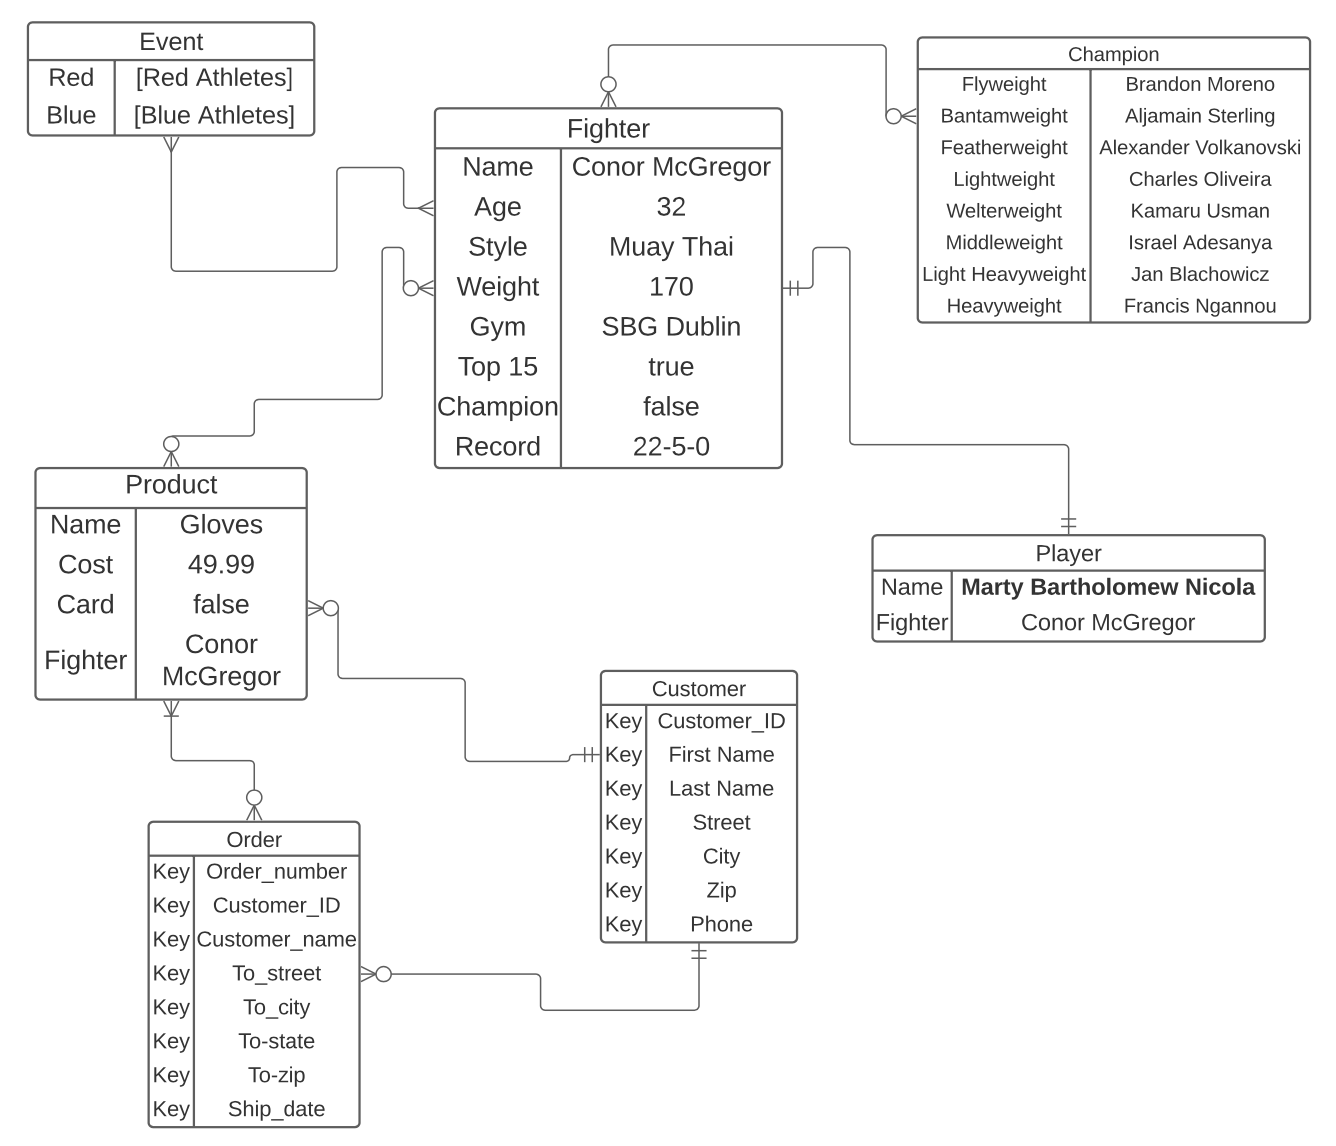 Event
Red [Red Athletes]
Blue [Blue Athletes]
Fighter
Name Conor McGregor
Age 32
Style Muay Thai
Weight 170
Gym SBG Dublin
Top 15 true
Champion false
Record 22-5-0
Champion
Flyweight Brandon Moreno
Bantamweight Aljamain Sterling
Featherweight Alexander Volkanovski
Lightweight Charles Oliveira
Welterweight Kamaru Usman
Middleweight Israel Adesanya
Light Heavyweight Jan Blachowicz
Heavyweight Francis Ngannou
Product
Name Gloves
Cost 49.99
Card false
Fighter Conor
McGregor
Player
Name Marty Bartholomew Nicola
Fighter Conor McGregor
Customer
Key Customer_ID
Key First Name
Key Last Name
Key Street
Key City
Key Zip
Key Phone
Order
Key Order_number
Key Customer_ID
Key Customer_name
Key To_street
Key To_city
Key To-state
Key To-zip
Key Ship_date